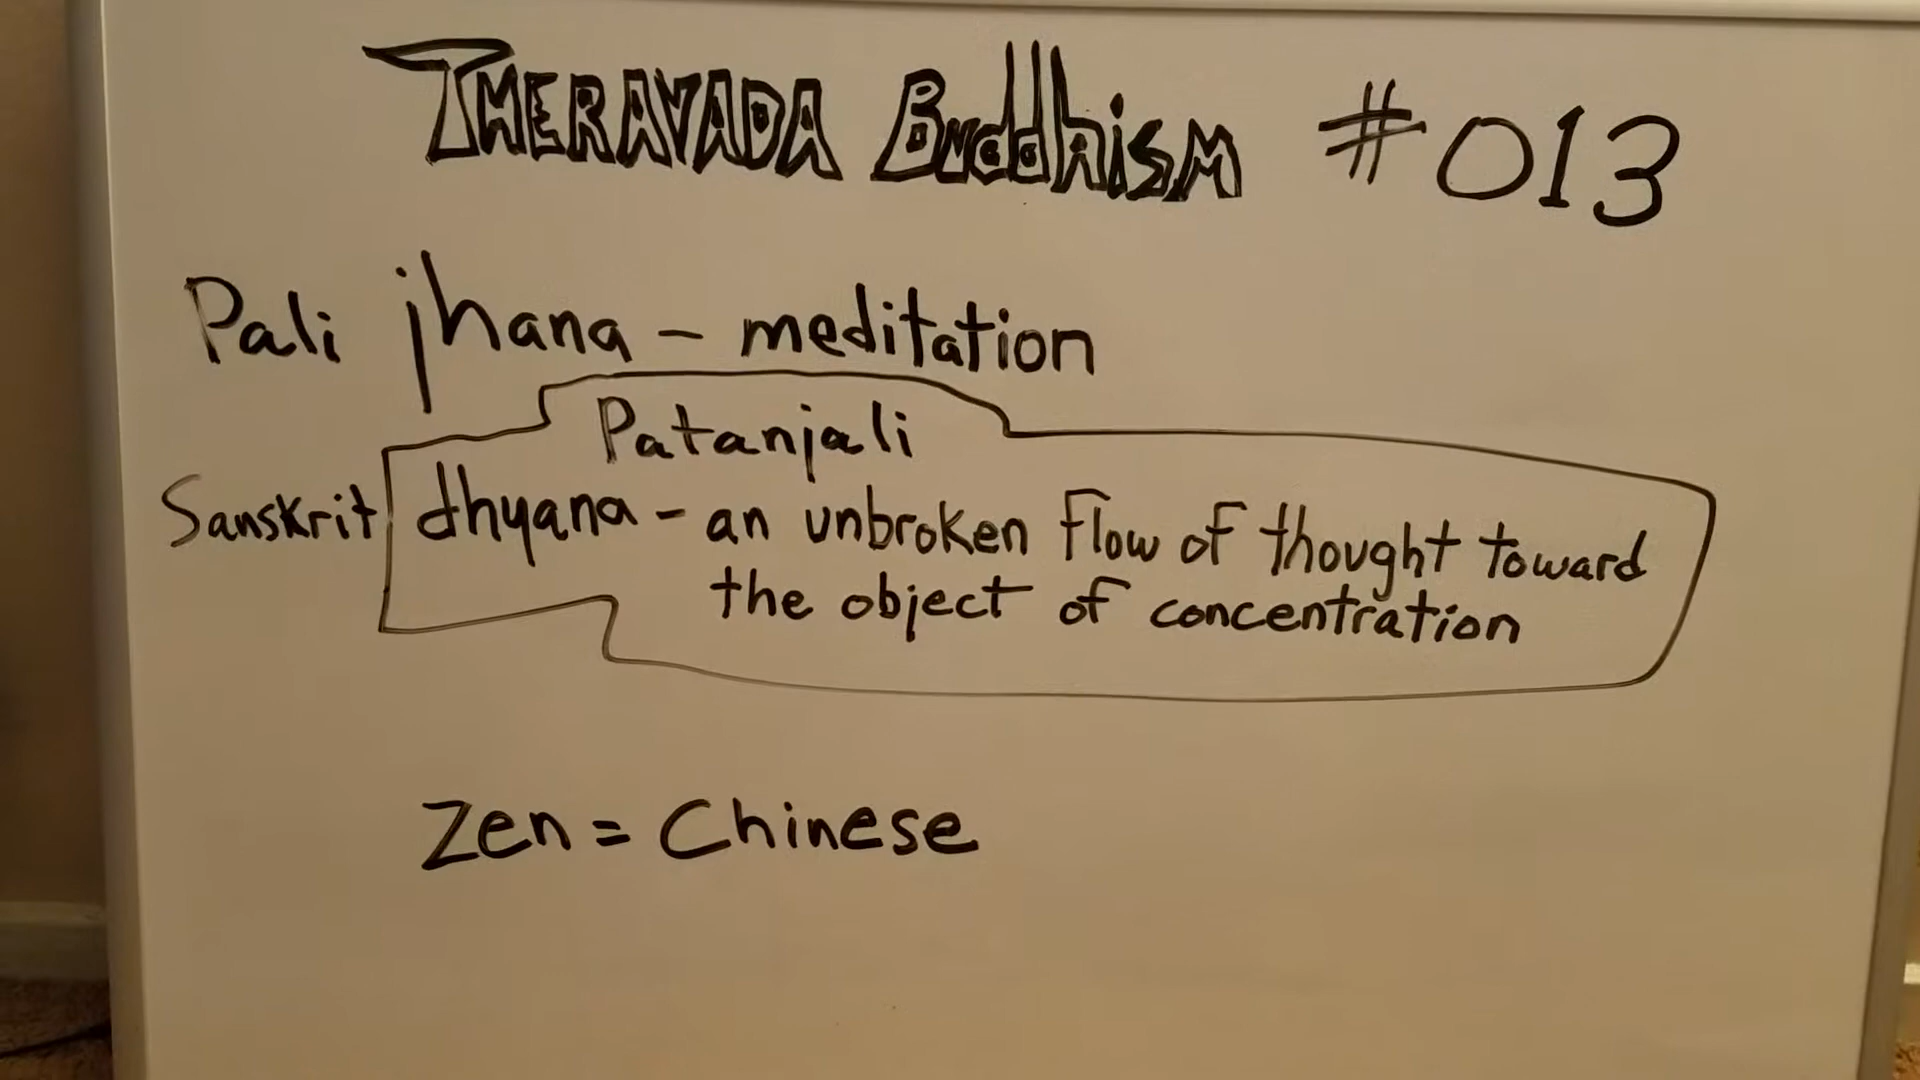 THERAVADA Buddhism #013
Pali jhana - meditation
Patanjali
Sanskrit dhyana - an unbroken flow of thought toward
the object of concentration
Zen = Chinese